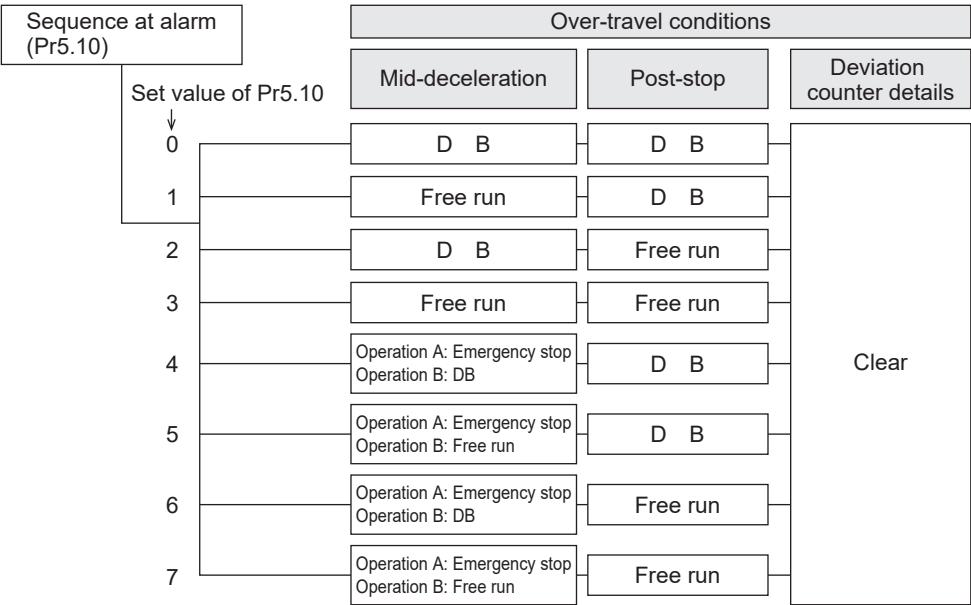 Sequence at alarm
(Pr5.10)
Over-travel conditions
Mid-deceleration
Post-stop
Deviation
counter details
Set value of Pr5.10
0
D B
D B
1
Free run
D B
2
D B
Free run
3
Free run
Free run
4
Operation A: Emergency stop
Operation B: DB
D B
Clear
5
Operation A: Emergency stop
Operation B: Free run
D B
6
Operation A: Emergency stop
Operation B: DB
Free run
7
Operation A: Emergency stop
Operation B: Free run
Free run